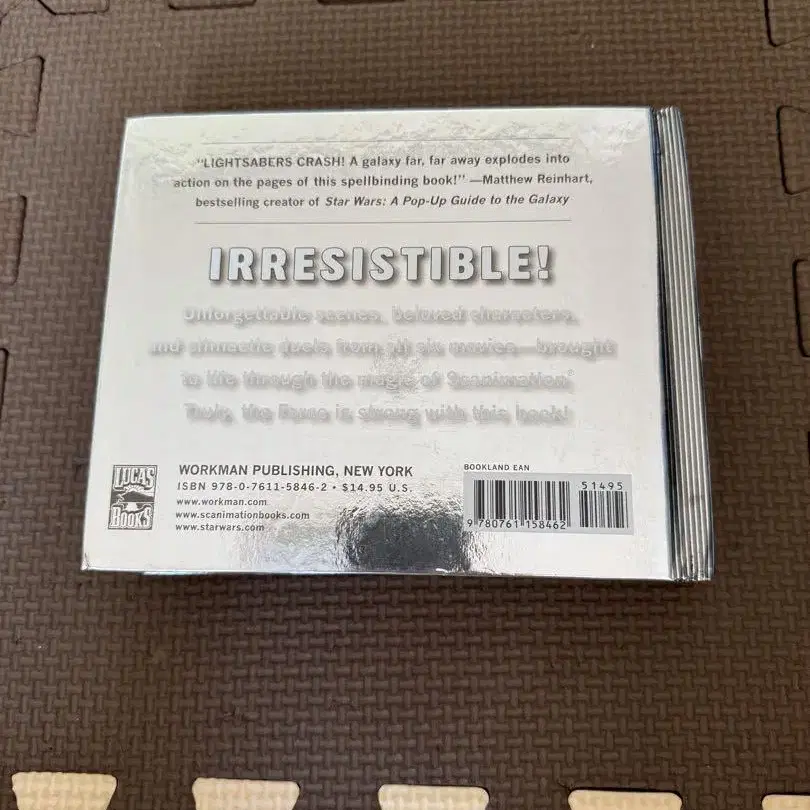 "LIGHTSABERS CRASH! A galaxy far, far away explodes into
action on the pages of this spellbinding book!" —Matthew Reinhart,
bestselling creator of Star Wars: A Pop-Up Guide to the Galaxy
IRRESISTIBLE!
Unforgettable scenes, beloved characters,
and climactic duels from all six movies—brought
to life through the magic of Scanimation®
Truly, the Force is strong with this book!
LUCAS
BOOKS
WORKMAN PUBLISHING, NEW YORK
ISBN 978-0-7611-5846-2 • $14.95 U.S.
www.workman.com
www.scanimationbooks.com
www.starwars.com
BOOKLAND EAN
51495
9 780761 158462